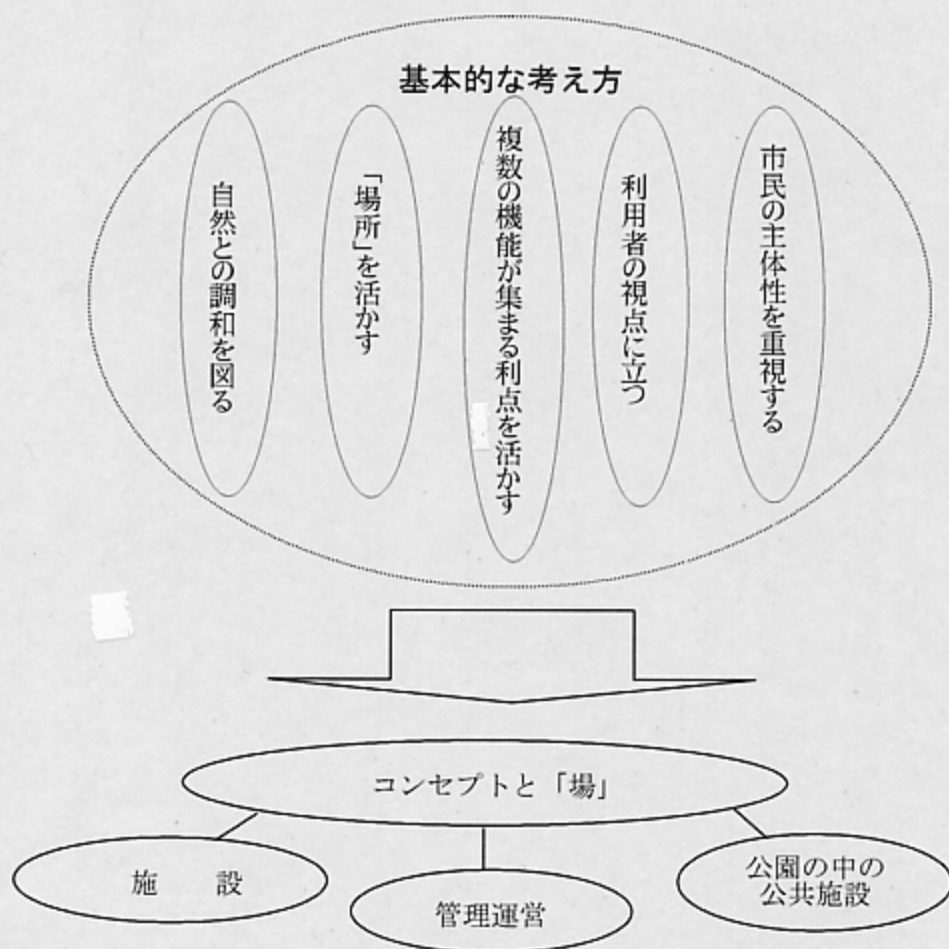 基本的な考え方
市民の主体性を重視する
利用者の視点に立つ
複数の機能が集まる利点を活かす
「場所」を活かす
自然との調和を図る
コンセプトと「場」
施　設
管理運営
公園の中の
公共施設